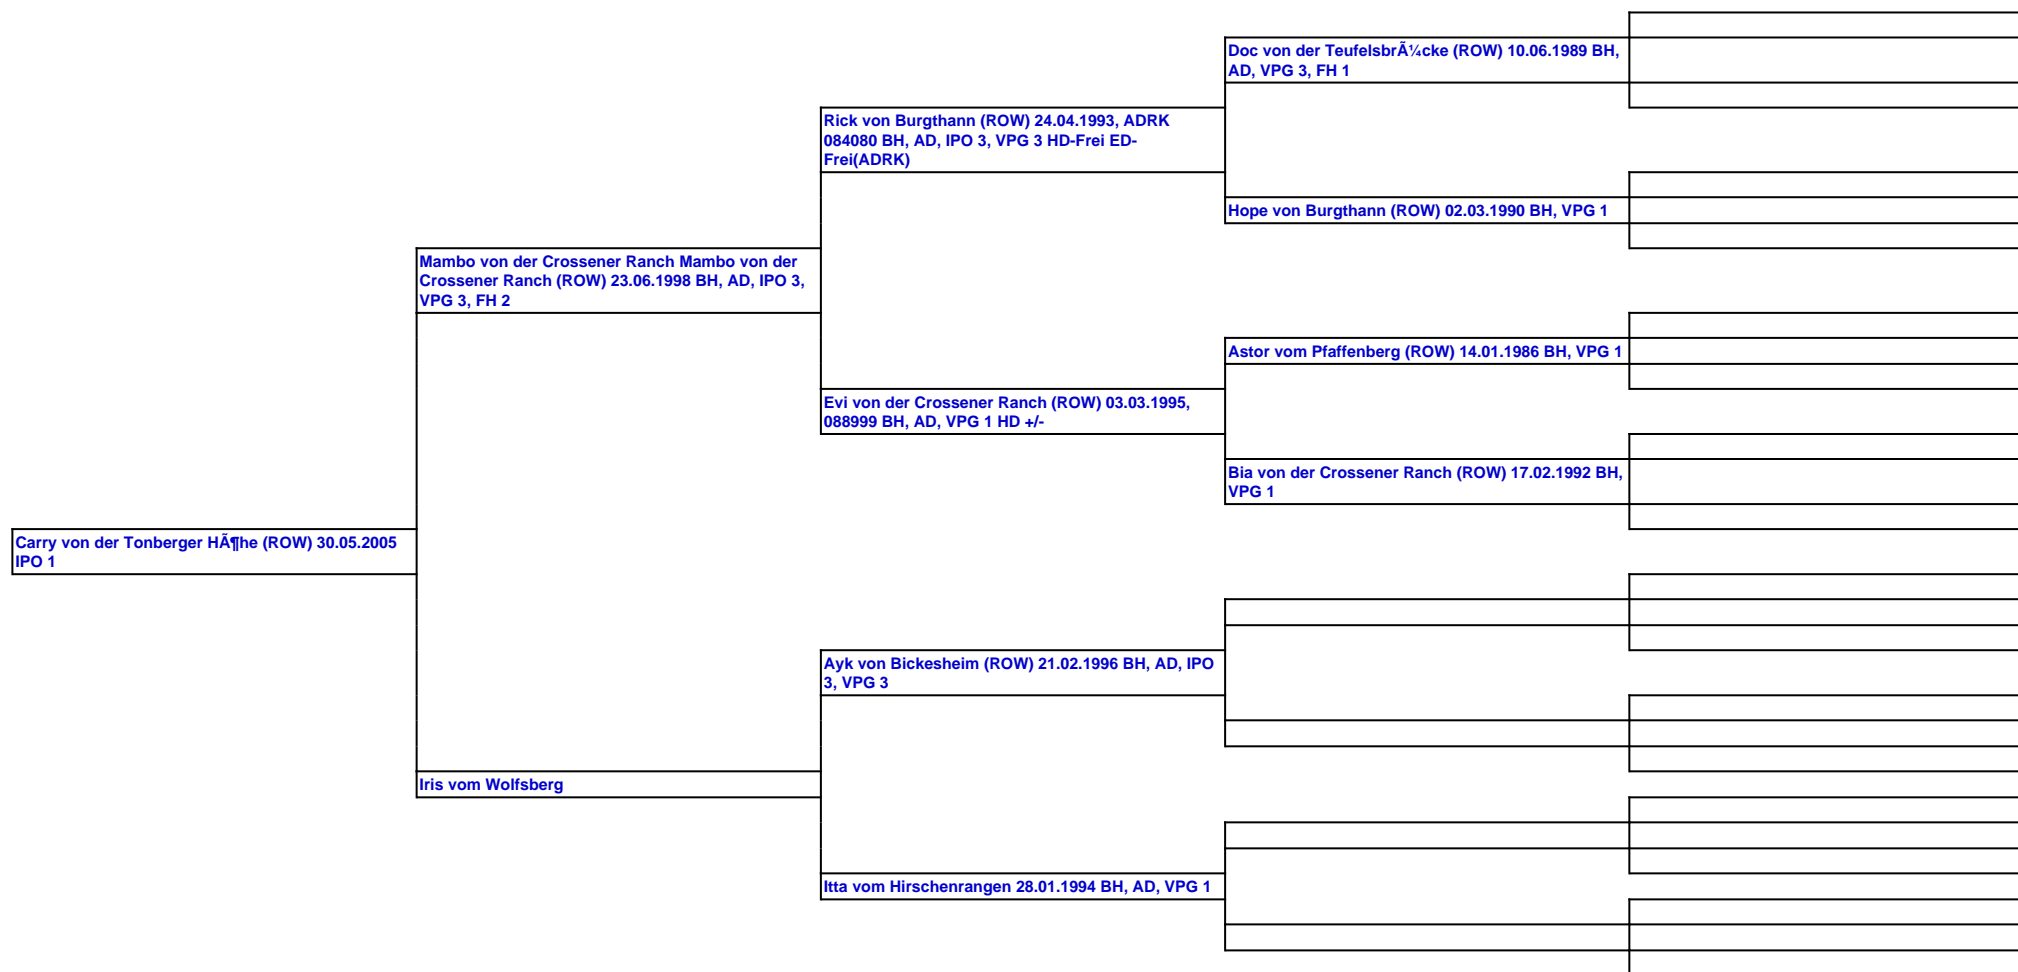 Doc von der TeufelsbrÃ¼cke (ROW) 10.06.1989 BH,
AD, VPG 3, FH 1
Rick von Burgthann (ROW) 24.04.1993, ADRK
084080 BH, AD, IPO 3, VPG 3 HD-Frei ED-
Frei(ADRK)
Hope von Burgthann (ROW) 02.03.1990 BH, VPG 1
Mambo von der Crossener Ranch Mambo von der
Crossener Ranch (ROW) 23.06.1998 BH, AD, IPO 3,
VPG 3, FH 2
Astor vom Pfaffenberg (ROW) 14.01.1986 BH, VPG 1
Evi von der Crossener Ranch (ROW) 03.03.1995,
088999 BH, AD, VPG 1 HD +/-
Bia von der Crossener Ranch (ROW) 17.02.1992 BH,
VPG 1
Carry von der Tonberger HÃ¶he (ROW) 30.05.2005
IPO 1
Ayk von Bickesheim (ROW) 21.02.1996 BH, AD, IPO
3, VPG 3
Iris vom Wolfsberg
Itta vom Hirschenrangen 28.01.1994 BH, AD, VPG 1